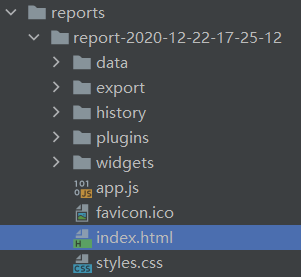 reports
report-2020-12-22-17-25-12
data
export
history
plugins
widgets
app.js
favicon.ico
index.html
styles.css